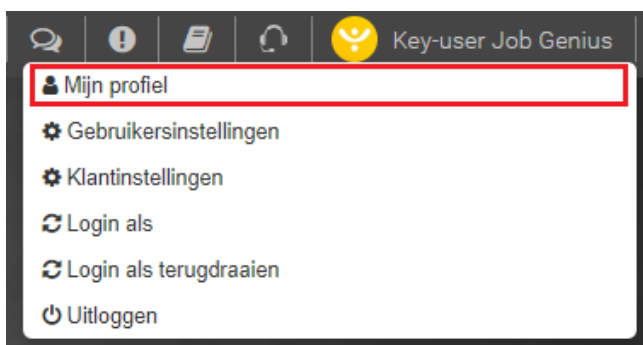 Key-user Job Genius
Mijn profiel
Gebruikersinstellingen
Klantinstellingen
Login als
Login als terugdraaien
Uitloggen